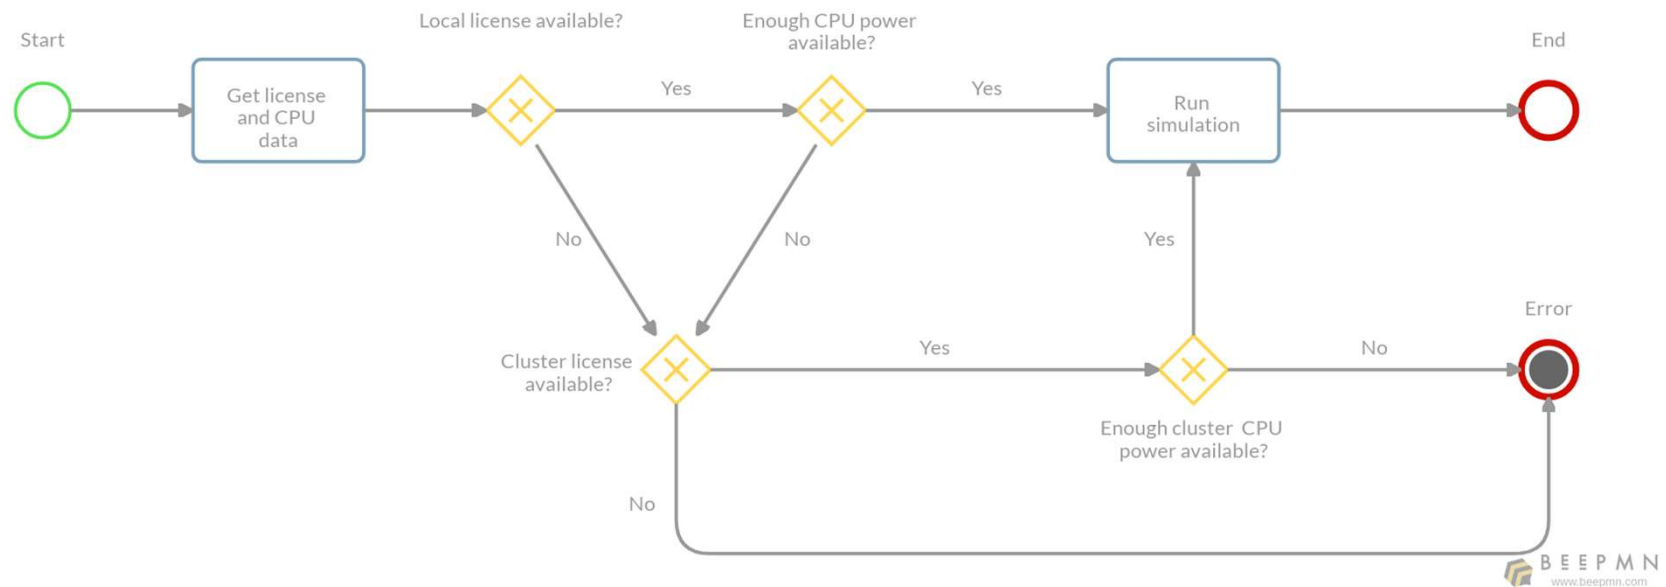 Local license available?
Enough CPU power
available?
Start
End
Get license
and CPU
data
Yes
Yes
Run
simulation
No
No
Yes
Error
Cluster license
available?
Yes
No
Enough cluster CPU
power available?
No
BEEPMN
www.beepmn.com